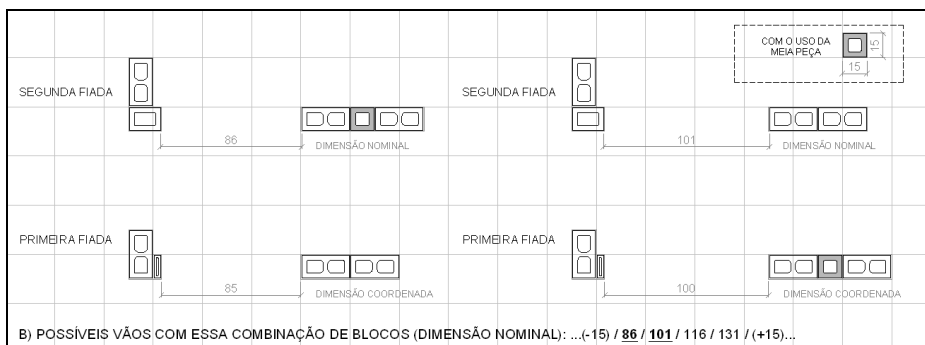 COM O USO DA
MEIA PEÇA
15
15
SEGUNDA FIADA
86
DIMENSÃO NOMINAL
SEGUNDA FIADA
101
DIMENSÃO NOMINAL
PRIMEIRA FIADA
85
DIMENSÃO COORDENADA
PRIMEIRA FIADA
100
DIMENSÃO COORDENADA
B) POSSÍVEIS VÃOS COM ESSA COMBINAÇÃO DE BLOCOS (DIMENSÃO NOMINAL): ...(-15) / 86 / 101 / 116 / 131 / (+15)...